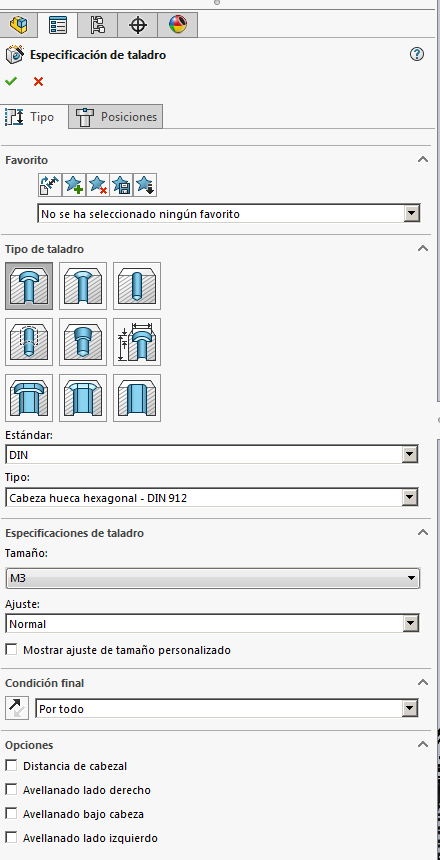 Especificación de taladro
Tipo
Posiciones
Favorito
No se ha seleccionado ningún favorito
Tipo de taladro
Estándar:
DIN
Tipo:
Cabeza hueca hexagonal - DIN 912
Especificaciones de taladro
Tamaño:
M3
Ajuste:
Normal
Mostrar ajuste de tamaño personalizado
Condición final
Por todo
Opciones
Distancia de cabezal
Avellanado lado derecho
Avellanado bajo cabeza
Avellanado lado izquierdo